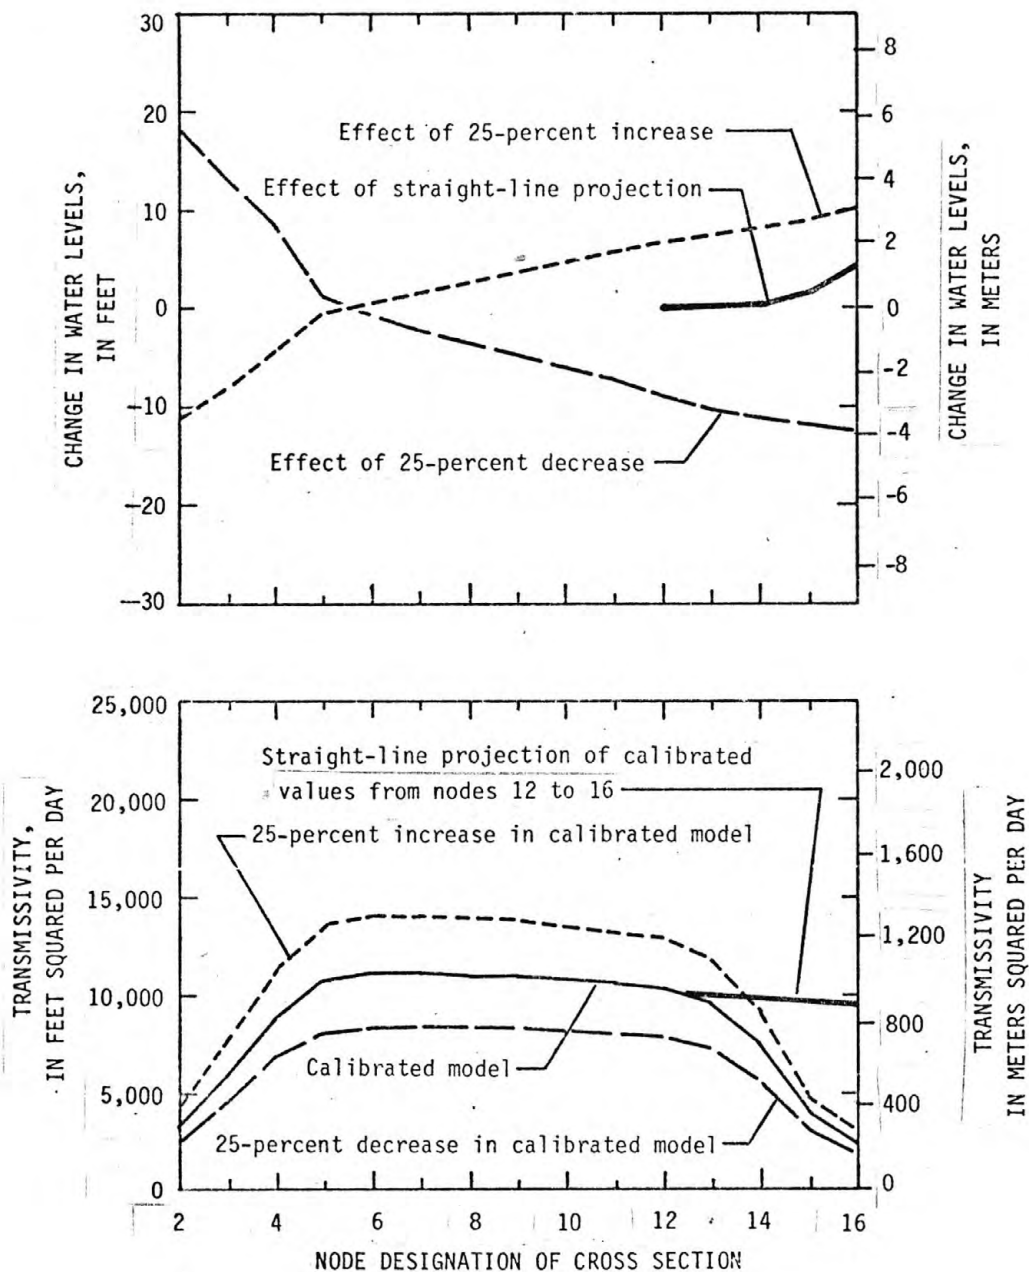 30
20
10
0
-10
-20
-30
CHANGE IN WATER LEVELS,
IN FEET
8
6
4
2
0
-2
-4
-6
-8
CHANGE IN WATER LEVELS,
IN METERS
Effect of 25-percent increase
Effect of straight-line projection
Effect of 25-percent decrease
25,000
20,000
15,000
10,000
5,000
0
TRANSMISSIVITY,
IN FEET SQUARED PER DAY
2,000
1,600
1,200
800
400
0
TRANSMISSIVITY
IN METERS SQUARED PER DAY
Straight-line projection of calibrated
values from nodes 12 to 16
25-percent increase in calibrated model
Calibrated model
25-percent decrease in calibrated model
2 4 6 8 10 12 14 16
NODE DESIGNATION OF CROSS SECTION